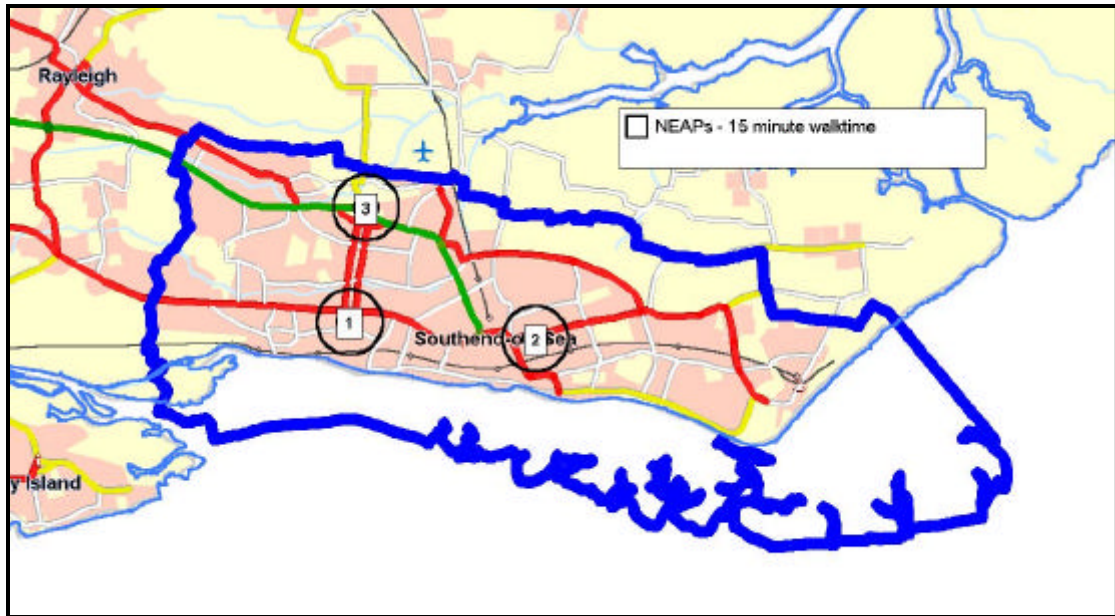 Rayleigh
NEAPs - 15 minute walktime
3
1
Southend-on-Sea
2
y Island